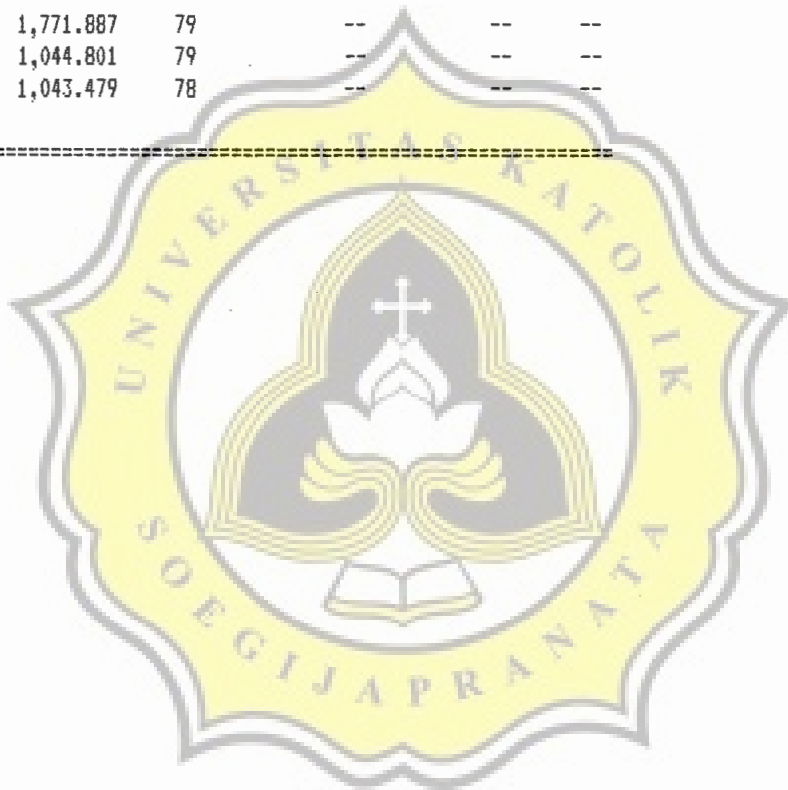 1,771.887 79 -- -- --
1,044.801 79 -- -- --
1,043.479 78 -- -- --
UNIVERSITAS KATOLIK
SOEGIJAPRANATA